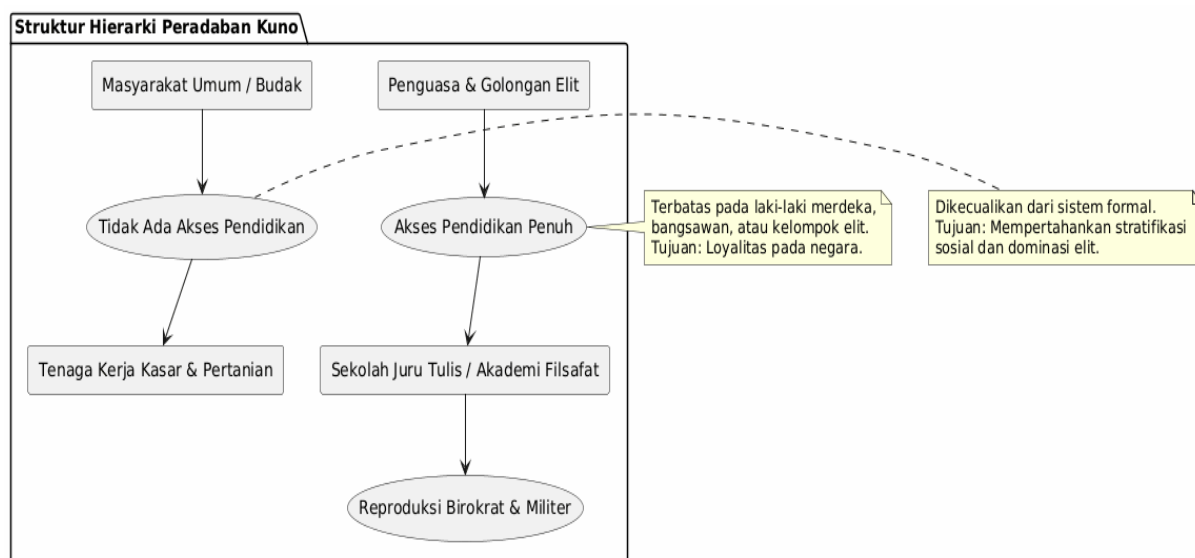 Struktur Hierarki Peradaban Kuno
Masyarakat Umum / Budak
Penguasa & Golongan Elit
Tidak Ada Akses Pendidikan
Akses Pendidikan Penuh
Terbatas pada laki-laki merdeka,
bangsawan, atau kelompok elit.
Tujuan: Loyalitas pada negara.
Dikecualikan dari sistem formal.
Tujuan: Mempertahankan stratifikasi
sosial dan dominasi elit.
Tenaga Kerja Kasar & Pertanian
Sekolah Juru Tulis / Akademi Filsafat
Reproduksi Birokrat & Militer